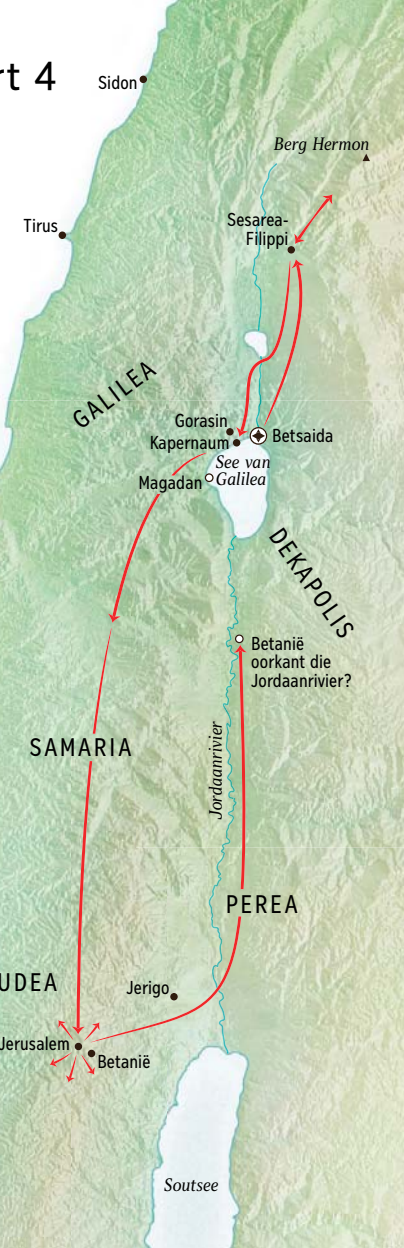 rt 4
Sidon
Berg Hermon
Tirus
Sesarea-
Filippi
GALILEA
Gorasin
Kapernaum
Betsaida
See van
Galilea
Magadan
DEKAPOLIS
Betanië
oorkant die
Jordaanrivier?
Jordaanrivier
SAMARIA
PEREA
UDEA
Jerigo
Jerusalem
Betanië
Soutsee